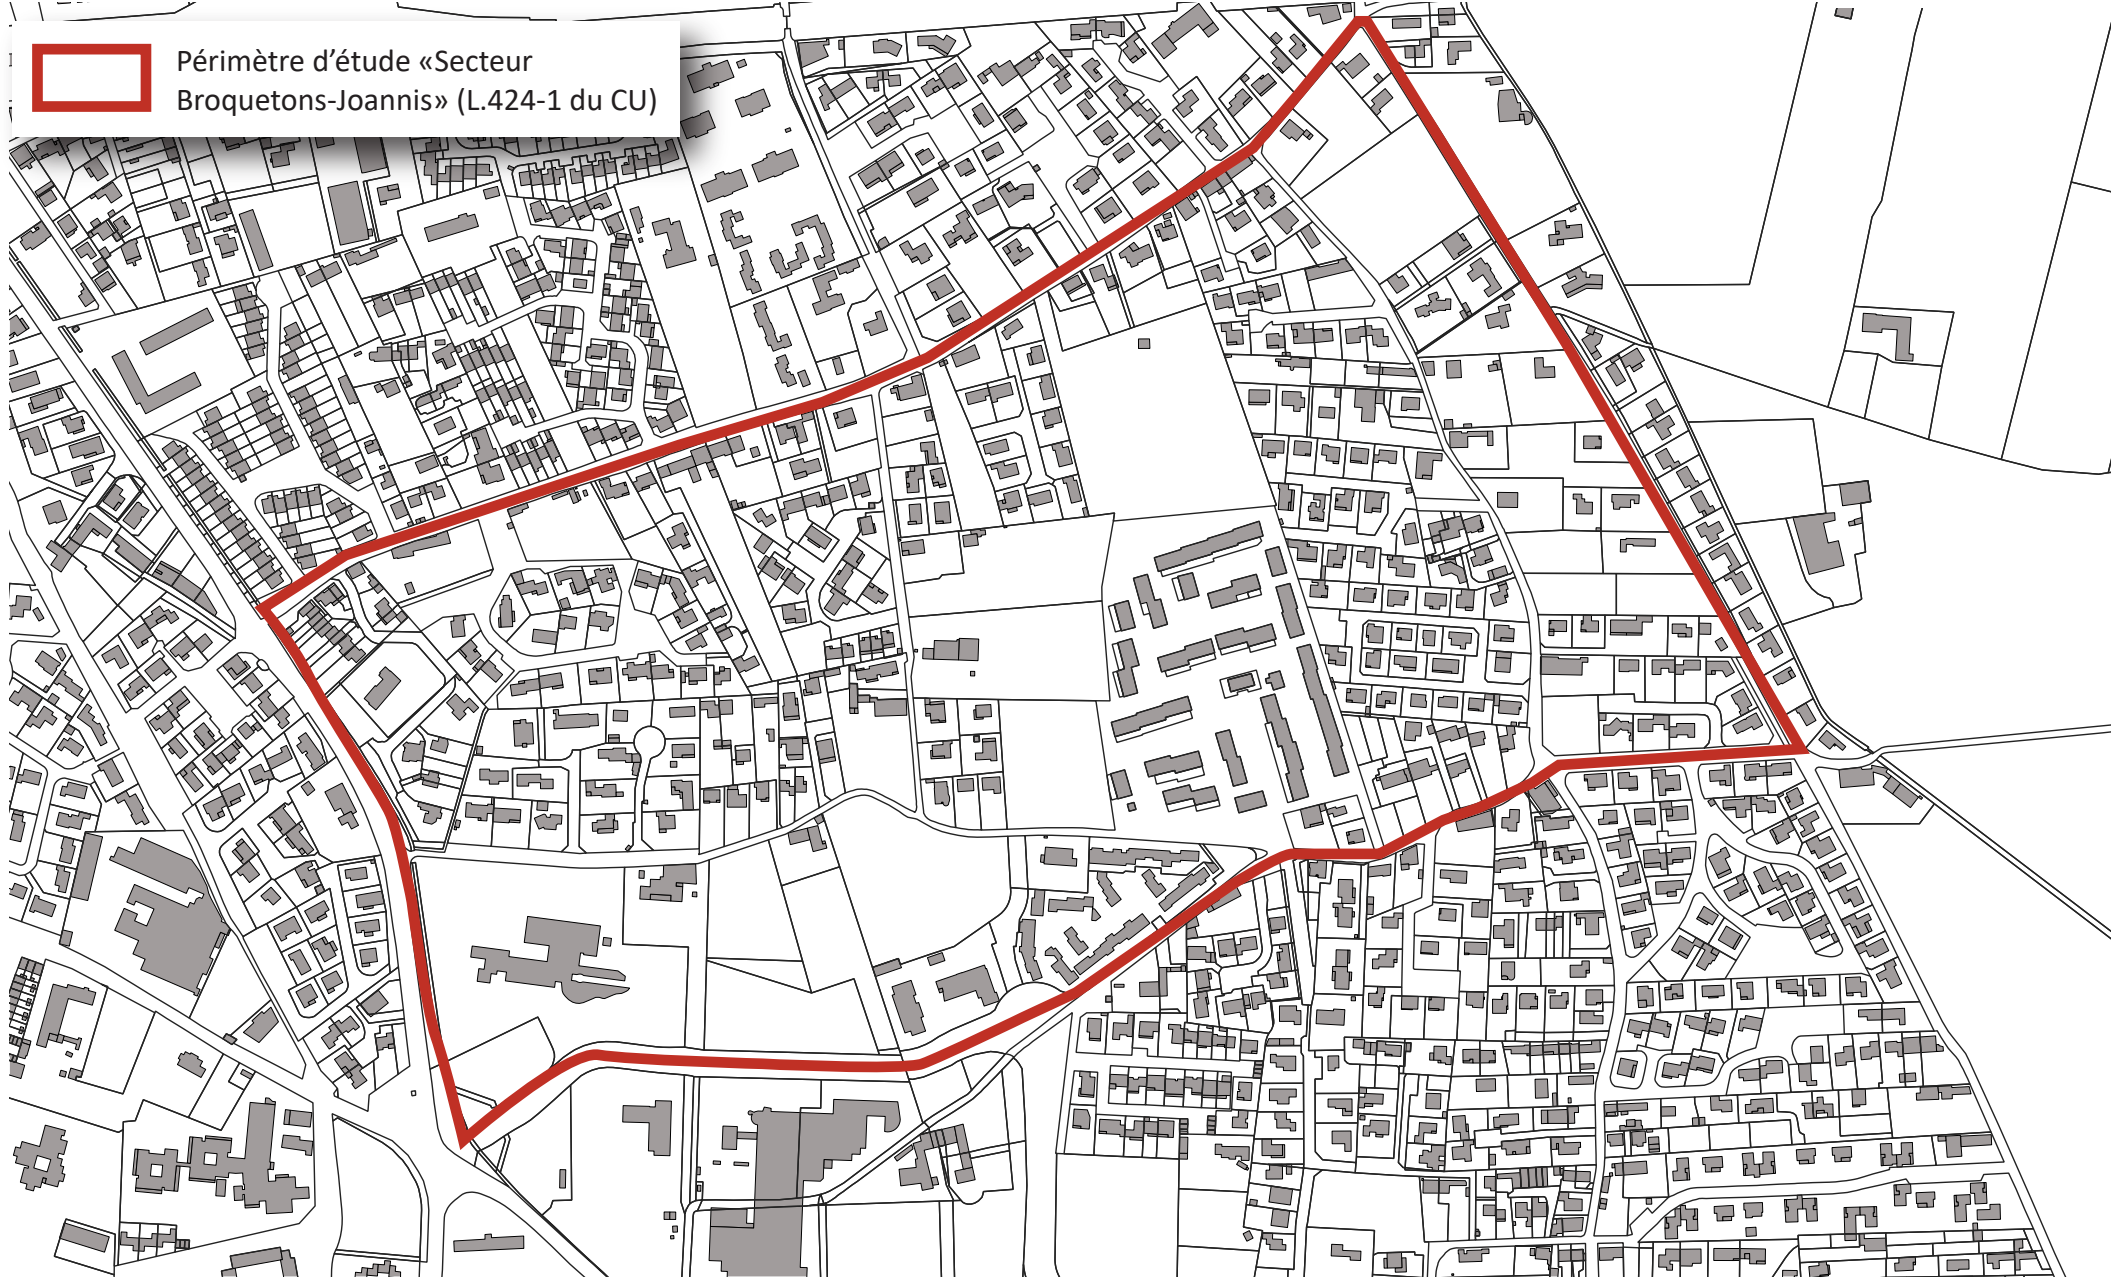 Périmètre d’étude «Secteur
Broquetons-Joannis» (L.424-1 du CU)